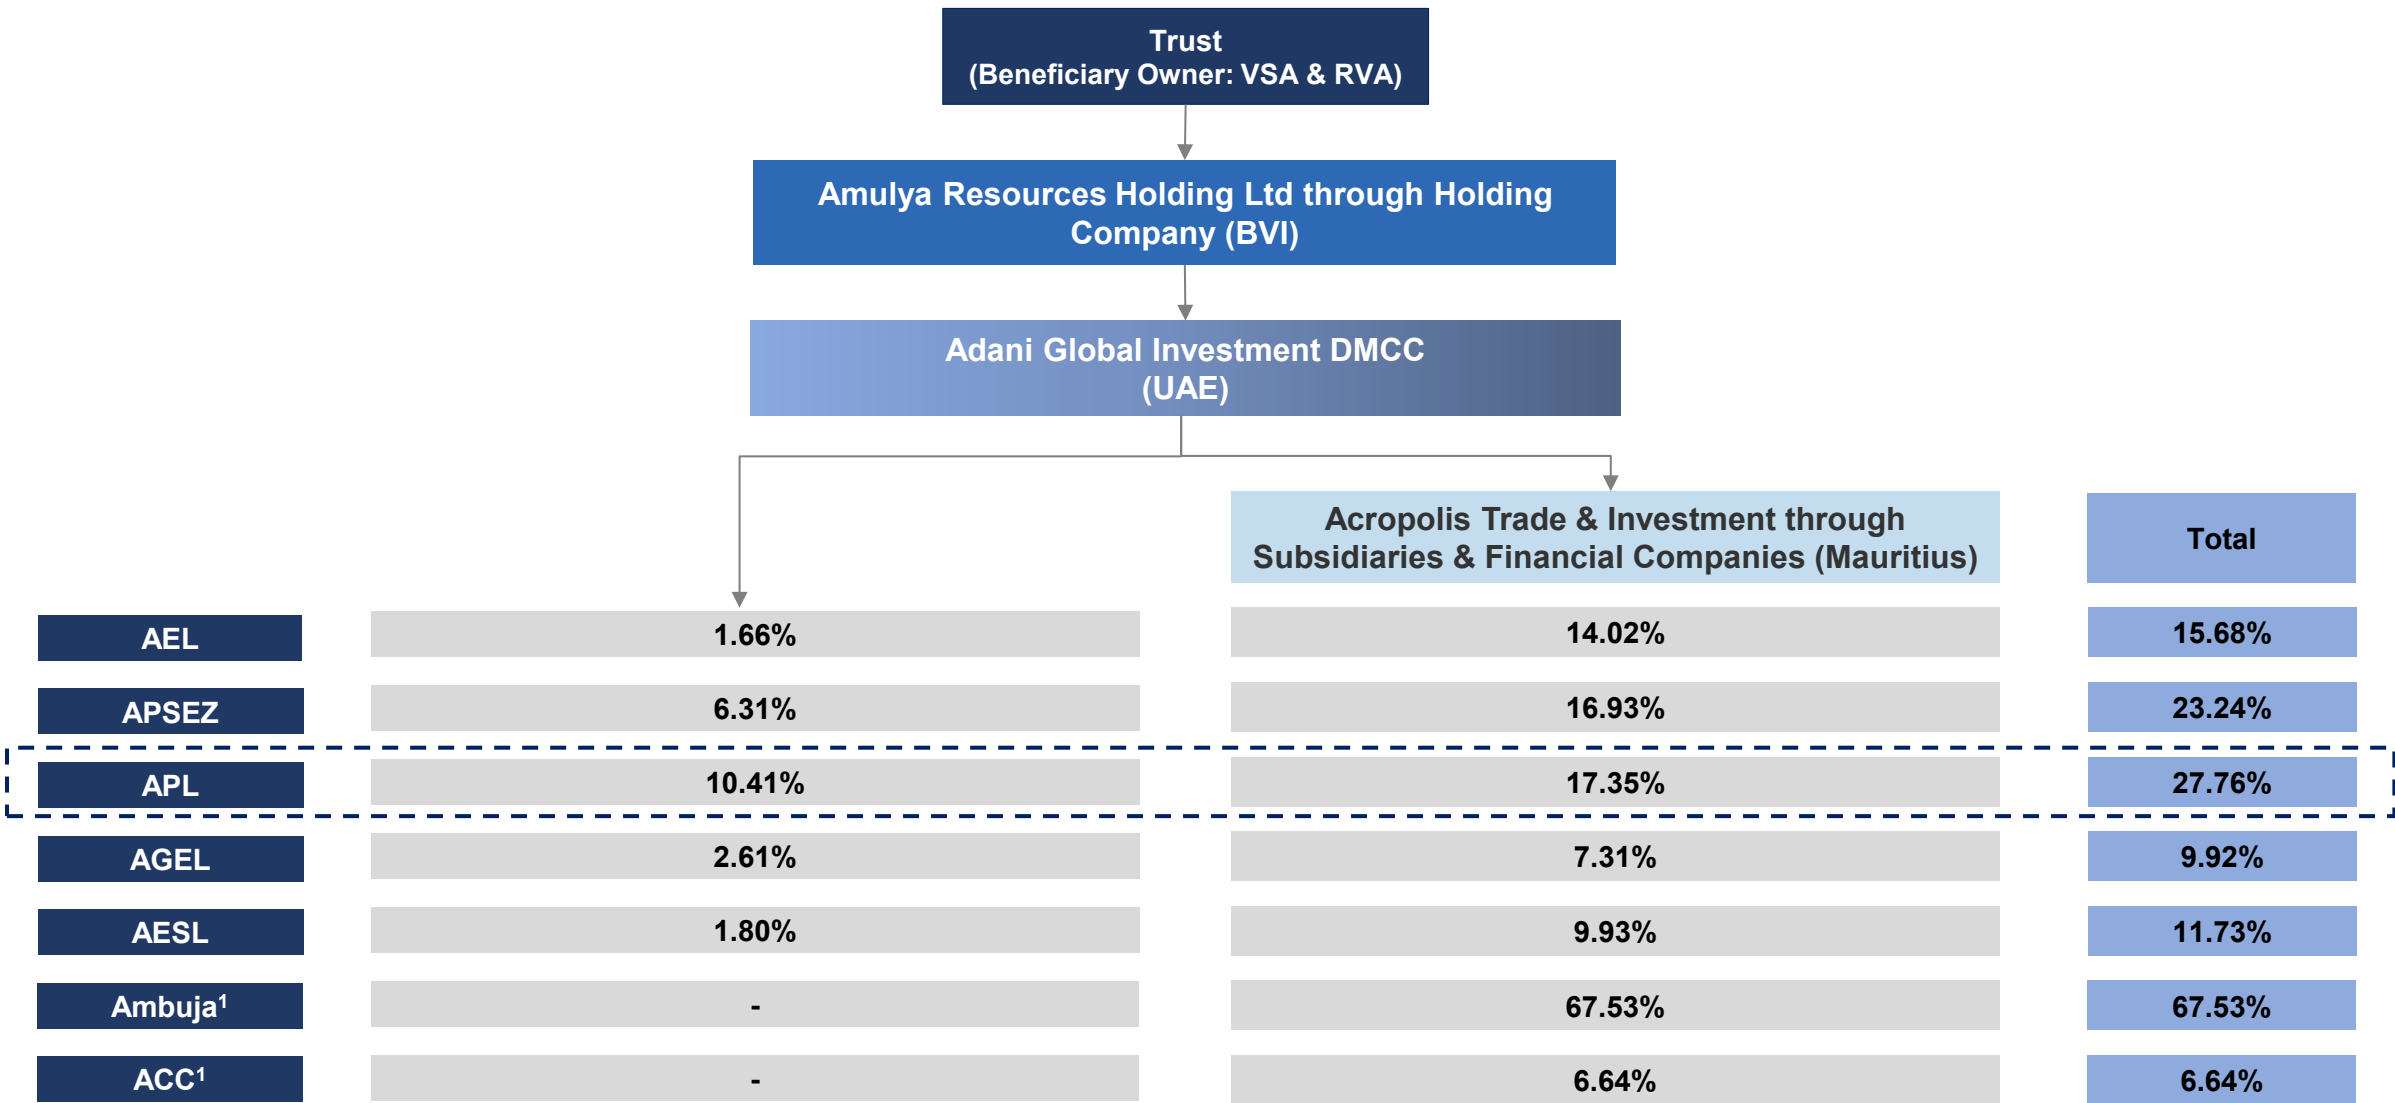 Trust
(Beneficiary Owner: VSA & RVA)
Amulya Resources Holding Ltd through Holding
Company (BVI)
Adani Global Investment DMCC
(UAE)
Acropolis Trade & Investment through
Subsidiaries & Financial Companies (Mauritius)
Total
AEL 1.66% 14.02% 15.68%
APSEZ 6.31% 16.93% 23.24%
APL 10.41% 17.35% 27.76%
AGEL 2.61% 7.31% 9.92%
AESL 1.80% 9.93% 11.73%
Ambuja¹ - 67.53% 67.53%
ACC¹ - 6.64% 6.64%